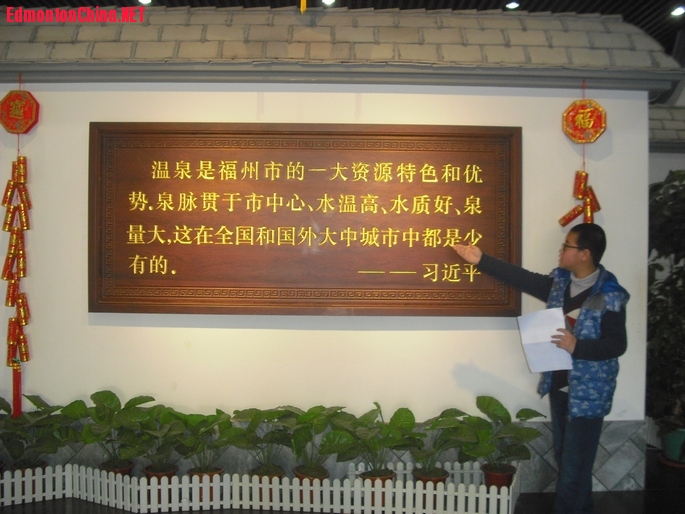 EdmontonChina.NET
福
温泉是福州市的一大资源特色和优
势.泉脉贯于市中心、水温高、水质好、泉
量大,这在全国和国外大中城市中都是少
有的.
——习近平